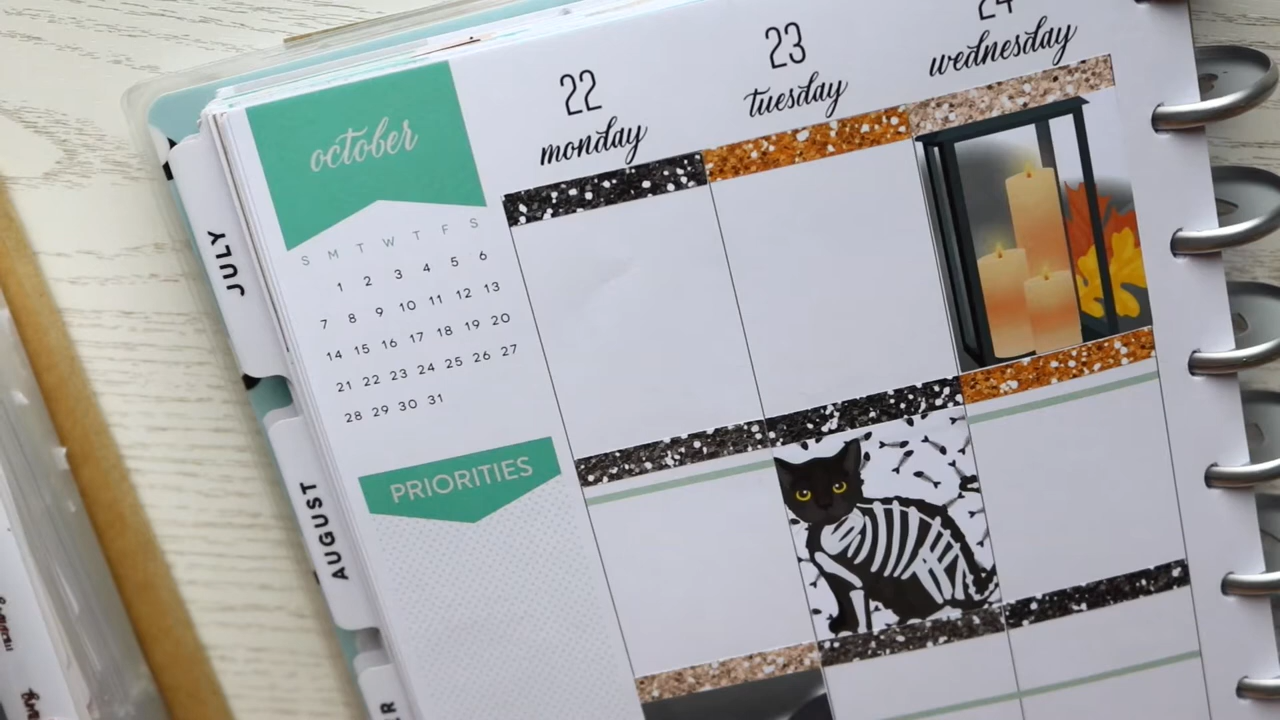 22
23
24
monday
tuesday
wednesday
october
S M T W T F S
1 2 3 4 5 6
7 8 9 10 11 12 13
14 15 16 17 18 19 20
21 22 23 24 25 26 27
28 29 30 31
PRIORITIES
JULY
AUGUST